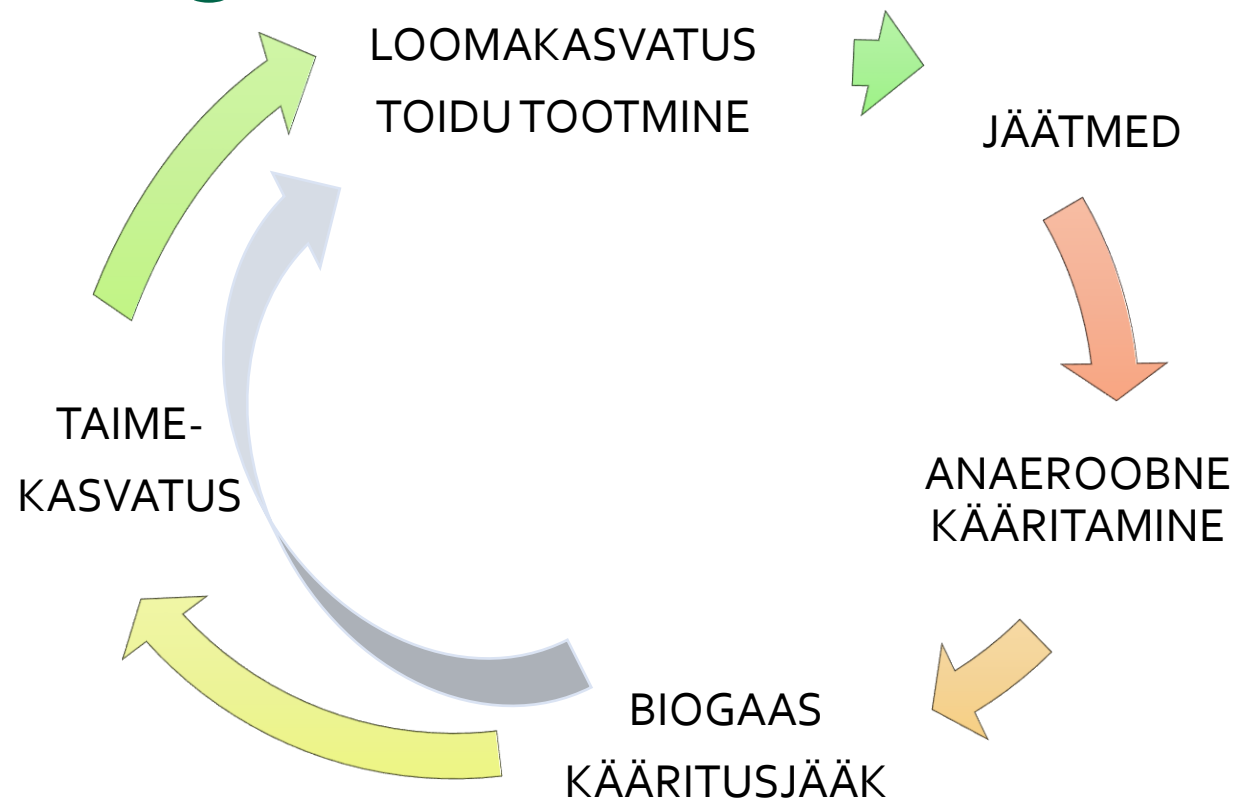 LOOMAKASVATUS
TOIDU TOOTMINE
JÄÄTMED
ANAEROOBNE
KÄÄRITAMINE
BIOGAAS
KÄÄRITUSJÄÄK
TAIME-
KASVATUS